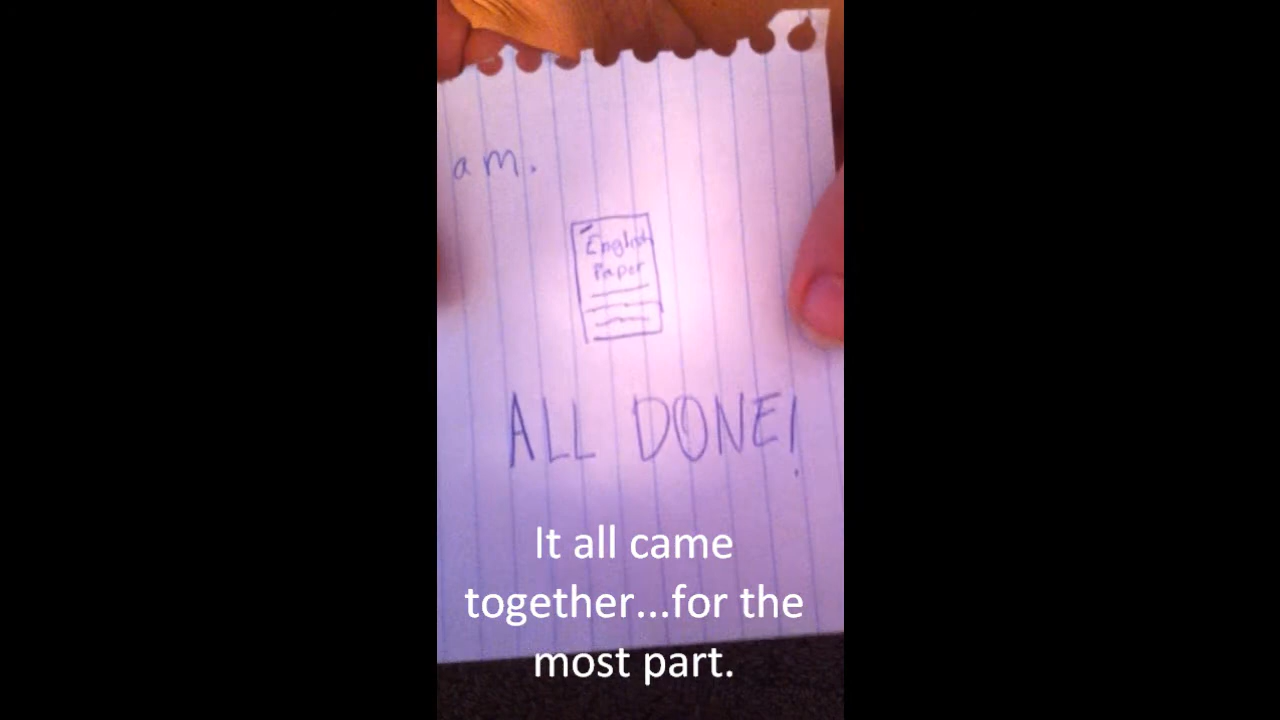 am.
English
Paper
ALL DONE!
It all came
together...for the
most part.